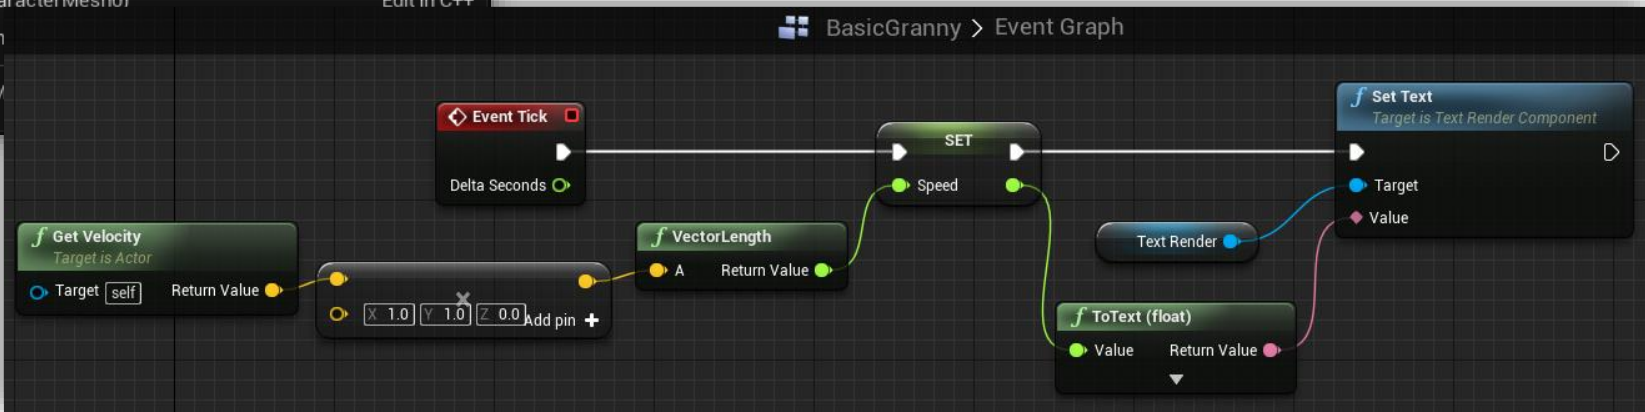 Edit in C++
BasicGranny > Event Graph
Event Tick
Delta Seconds
SET
Speed
Set Text
Target is Text Render Component
Target
Value
Get Velocity
Target is Actor
Target self Return Value
X 1.0 Y 1.0 Z 0.0 Add pin +
VectorLength
A Return Value
Text Render
ToText (float)
Value Return Value